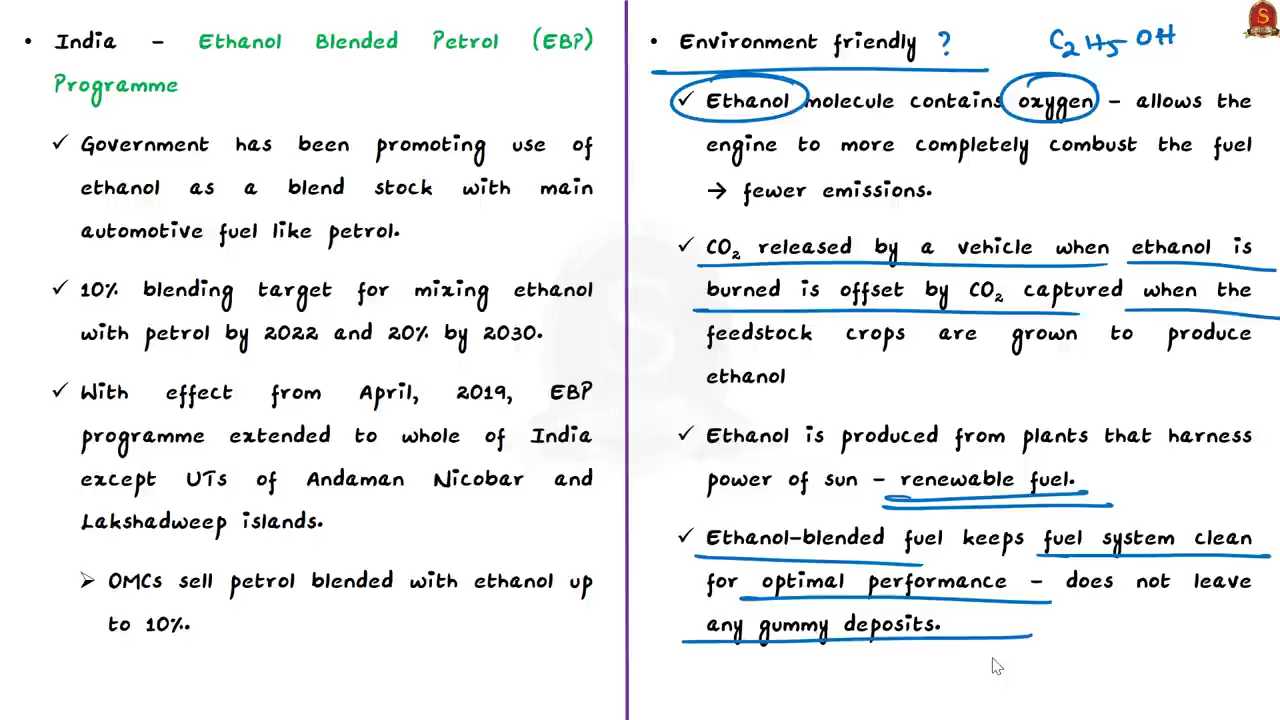 • India – Ethanol Blended Petrol (EBP)
Programme
✓ Government has been promoting use of
ethanol as a blend stock with main
automotive fuel like petrol.
✓ 10% blending target for mixing ethanol
with petrol by 2022 and 20% by 2030.
✓ With effect from April, 2019, EBP
programme extended to whole of India
except UTs of Andaman Nicobar and
Lakshadweep islands.
➢ OMCs sell petrol blended with ethanol up
to 10%.
• Environment friendly ? C₂H₅OH
✓ Ethanol molecule contains oxygen – allows the
engine to more completely combust the fuel
→ fewer emissions.
✓ CO₂ released by a vehicle when ethanol is
burned is offset by CO₂ captured when the
feedstock crops are grown to produce
ethanol
✓ Ethanol is produced from plants that harness
power of sun – renewable fuel.
✓ Ethanol-blended fuel keeps fuel system clean
for optimal performance – does not leave
any gummy deposits.
S